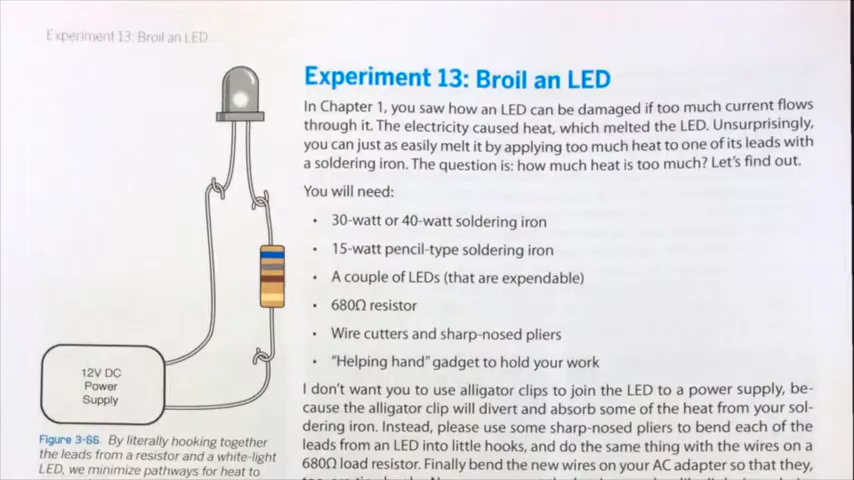 Experiment 13: Broil an LED
Experiment 13: Broil an LED
In Chapter 1, you saw how an LED can be damaged if too much current flows
through it. The electricity caused heat, which melted the LED. Unsurprisingly,
you can just as easily melt it by applying too much heat to one of its leads with
a soldering iron. The question is: how much heat is too much? Let's find out.
You will need:
• 30-watt or 40-watt soldering iron
• 15-watt pencil-type soldering iron
• A couple of LEDs (that are expendable)
• 680Ω resistor
• Wire cutters and sharp-nosed pliers
• "Helping hand" gadget to hold your work
I don't want you to use alligator clips to join the LED to a power supply, be-
cause the alligator clip will divert and absorb some of the heat from your sol-
dering iron. Instead, please use some sharp-nosed pliers to bend each of the
leads from an LED into little hooks, and do the same thing with the wires on a
680Ω load resistor. Finally bend the new wires on your AC adapter so that they,
12V DC
Power
Supply
Figure 3-66. By literally hooking together
the leads from a resistor and a white-light
LED, we minimize pathways for heat to